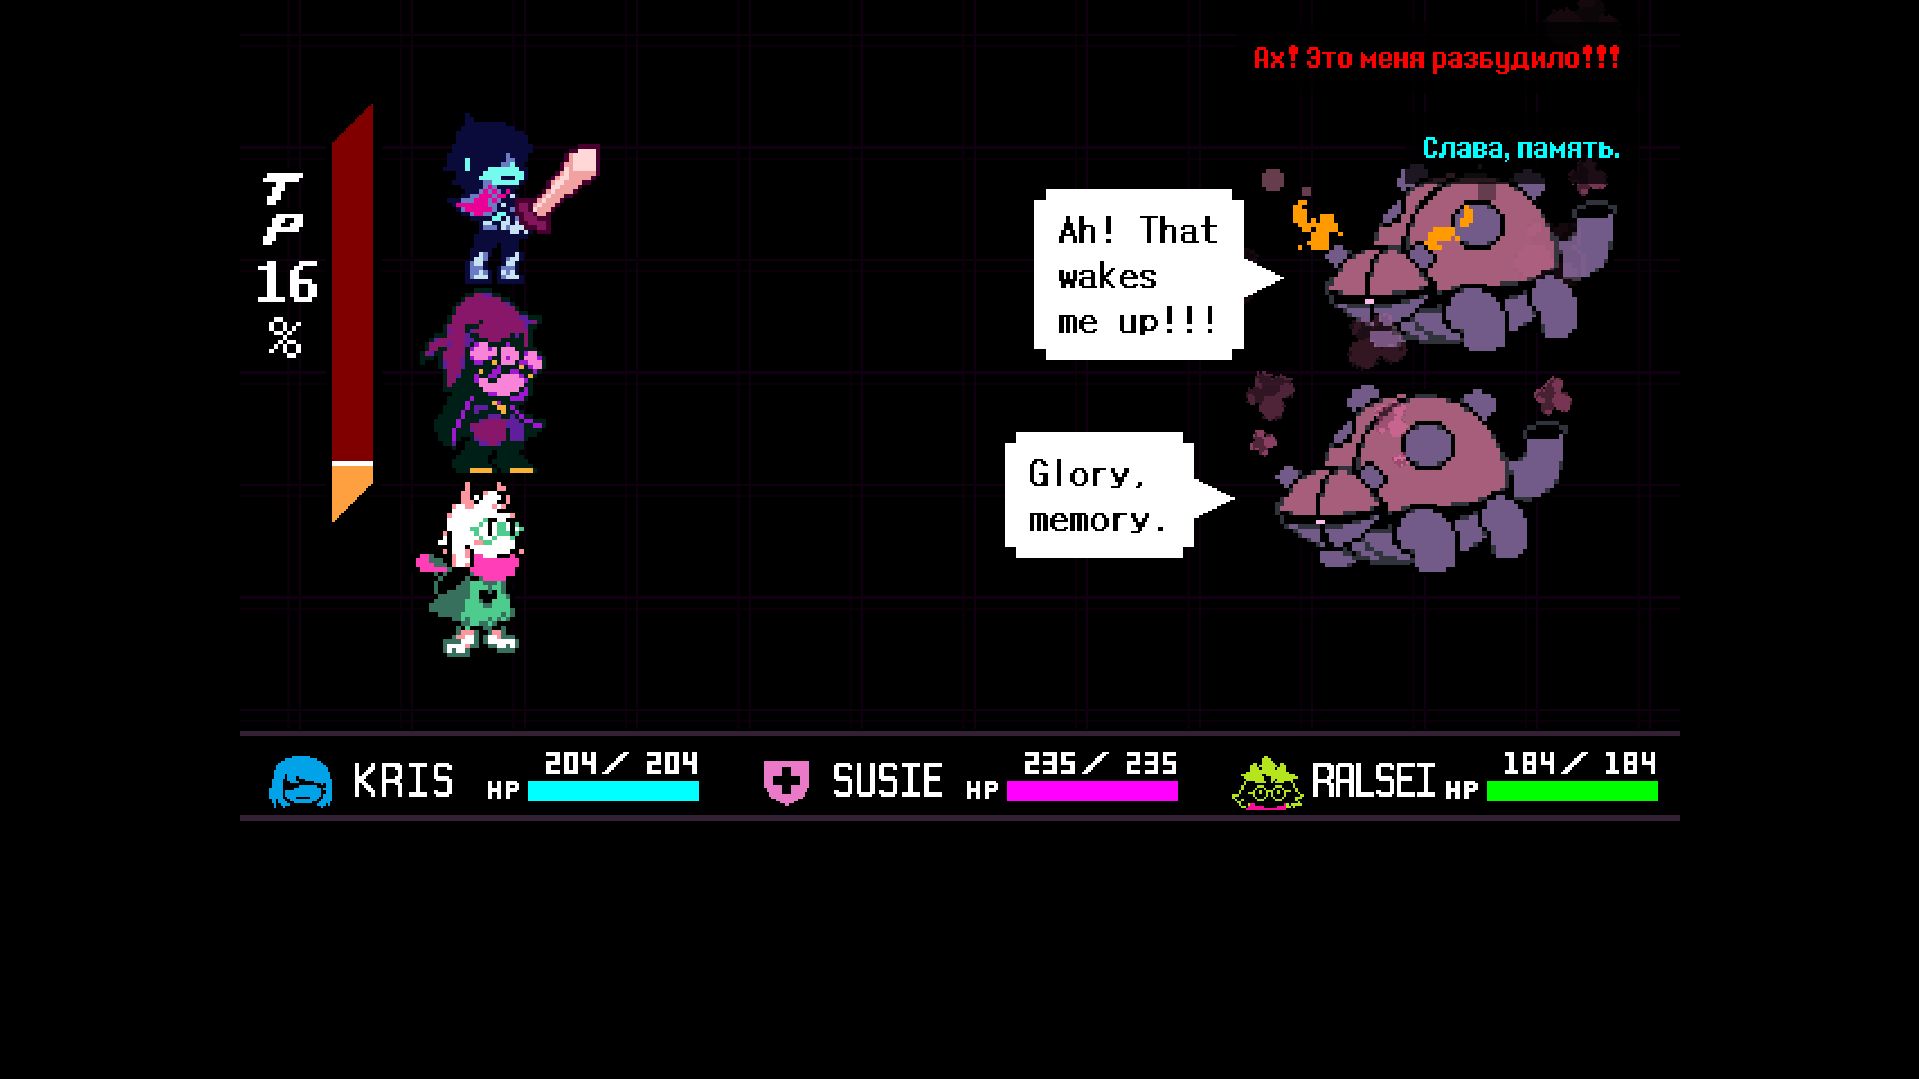 Ах! Это меня разбудило!!!
Слава, память.
Ah! That
wakes
me up!!!
Glory,
memory.
T
P
16
%
KRIS HP 204/ 204
SUSIE HP 235/ 235
RALSEI HP 184/ 184